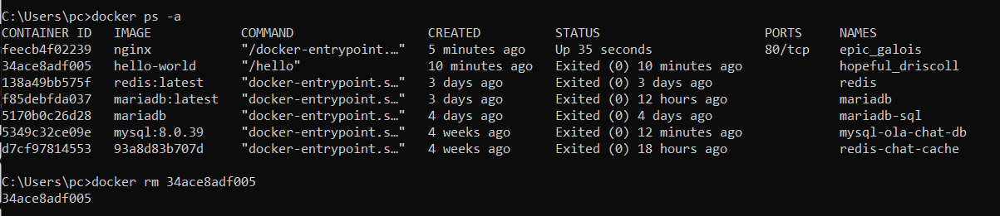 C:\Users\pc>docker ps -a
CONTAINER ID   IMAGE            COMMAND                  CREATED          STATUS                      PORTS     NAMES
feecb4f02239   nginx            "/docker-entrypoint.…"   5 minutes ago    Up 35 seconds               80/tcp    epic_galois
34ace8adf005   hello-world      "/hello"                 10 minutes ago   Exited (0) 10 minutes ago             hopeful_driscoll
138a49bb575f   redis:latest     "docker-entrypoint.s…"   3 days ago       Exited (0) 3 days ago                 redis
f85debfda037   mariadb:latest   "docker-entrypoint.s…"   3 days ago       Exited (0) 12 hours ago               mariadb
5170b0c26d28   mariadb          "docker-entrypoint.s…"   4 days ago       Exited (0) 4 days ago                 mariadb-sql
5349c32ce09e   mysql:8.0.39     "docker-entrypoint.s…"   4 weeks ago      Exited (0) 12 minutes ago             mysql-ola-chat-db
d7cf97814553   93a8d83b707d     "docker-entrypoint.s…"   4 weeks ago      Exited (0) 18 hours ago               redis-chat-cache
C:\Users\pc>docker rm 34ace8adf005
34ace8adf005